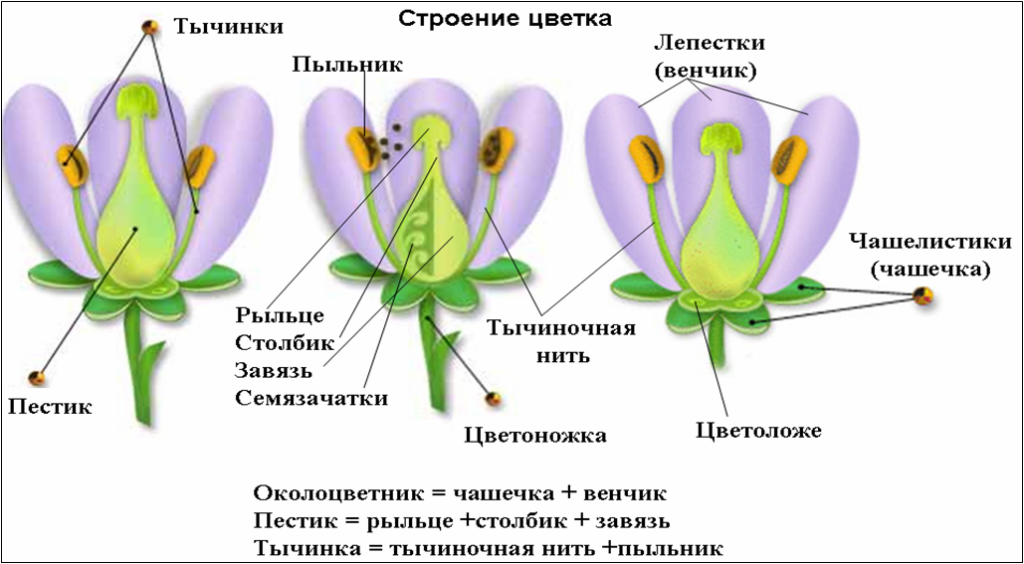 Строение цветка
Тычинки
Пестик
Пыльник
Рыльце
Столбик
Завязь
Семязачатки
Цветоножка
Тычиночная
нить
Лепестки
(венчик)
Чашелистики
(чашечка)
Цветоложе
Околоцветник = чашечка + венчик
Пестик = рыльце +столбик + завязь
Тычинка = тычиночная нить +пыльник